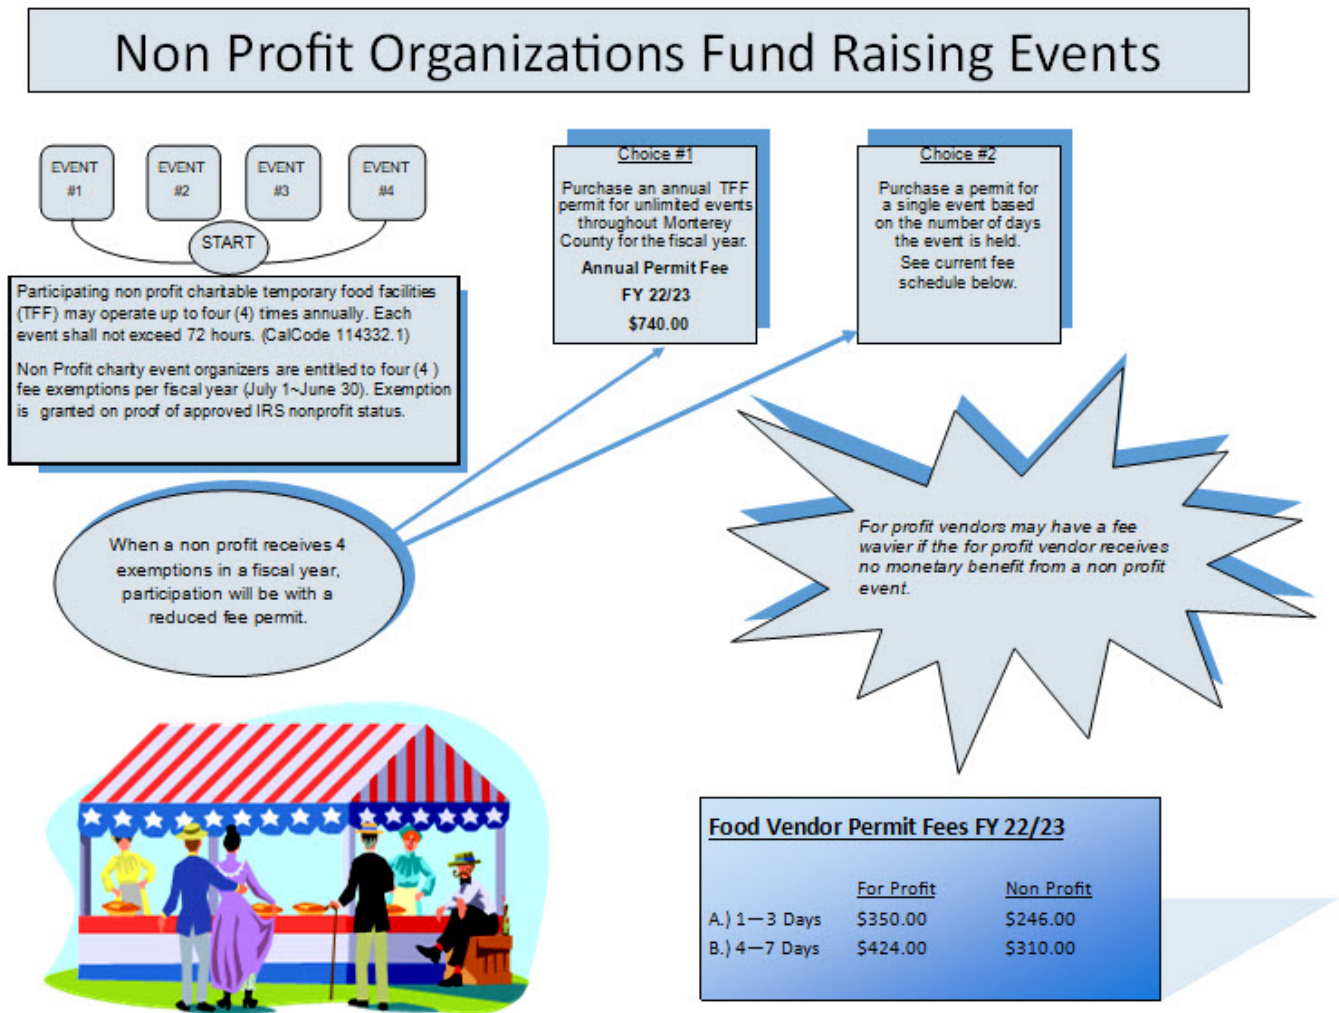 Non Profit Organizations Fund Raising Events
EVENT
#1
EVENT
#2
EVENT
#3
EVENT
#4
START
Participating non profit charitable temporary food facilities
(TFF) may operate up to four (4) times annually. Each
event shall not exceed 72 hours. (CalCode 114332.1)
Non Profit charity event organizers are entitled to four (4 )
fee exemptions per fiscal year (July 1~June 30). Exemption
is granted on proof of approved IRS nonprofit status.
When a non profit receives 4
exemptions in a fiscal year,
participation will be with a
reduced fee permit.
Choice #1
Purchase an annual TFF
permit for unlimited events
throughout Monterey
County for the fiscal year.
Annual Permit Fee
FY 22/23
$740.00
Choice #2
Purchase a permit for
a single event based
on the number of days
the event is held.
See current fee
schedule below.
For profit vendors may have a fee
wavier if the for profit vendor receives
no monetary benefit from a non profit
event.
Food Vendor Permit Fees FY 22/23
For Profit Non Profit
A.) 1—3 Days $350.00 $246.00
B.) 4—7 Days $424.00 $310.00